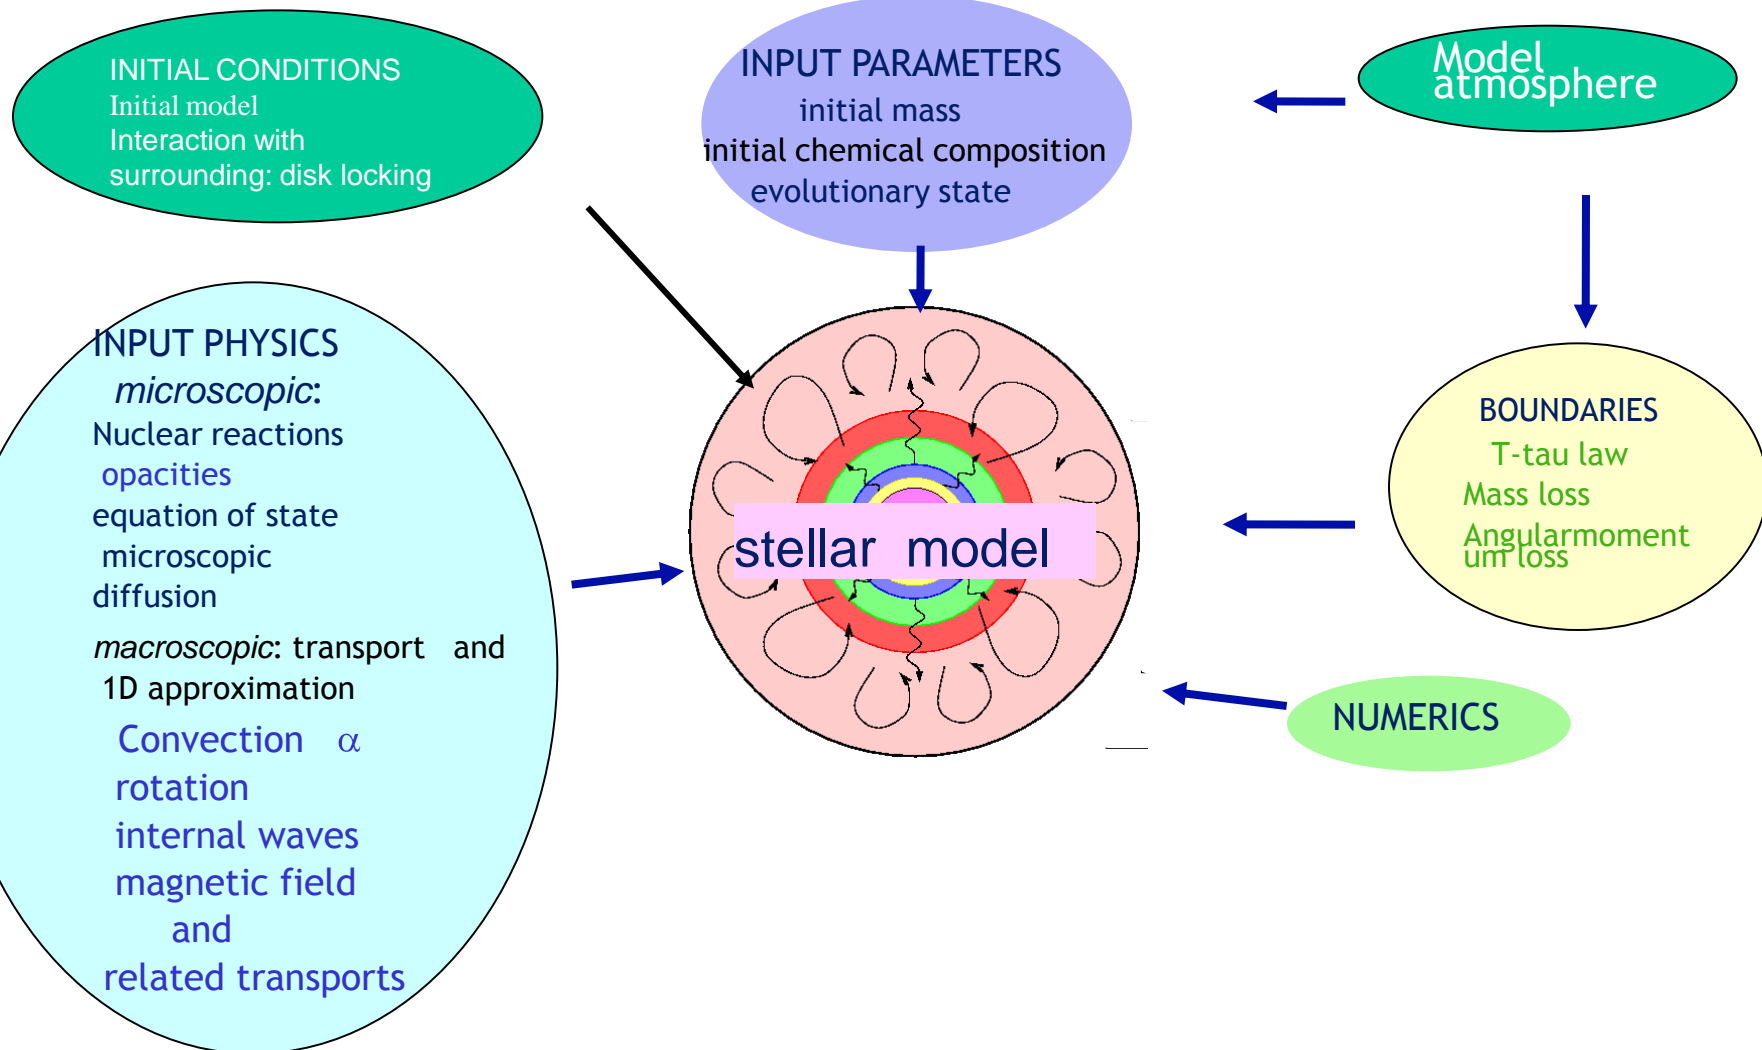 INITIAL CONDITIONS
Initial model
Interaction with
surrounding: disk locking
INPUT PARAMETERS
initial mass
initial chemical composition
evolutionary state
Model
atmosphere
INPUT PHYSICS
microscopic:
Nuclear reactions
opacities
equation of state
microscopic
diffusion
macroscopic: transport and
1D approximation
Convection α
rotation
internal waves
magnetic field
and
related transports
stellar model
BOUNDARIES
T-tau law
Mass loss
Angularmoment
um loss
NUMERICS